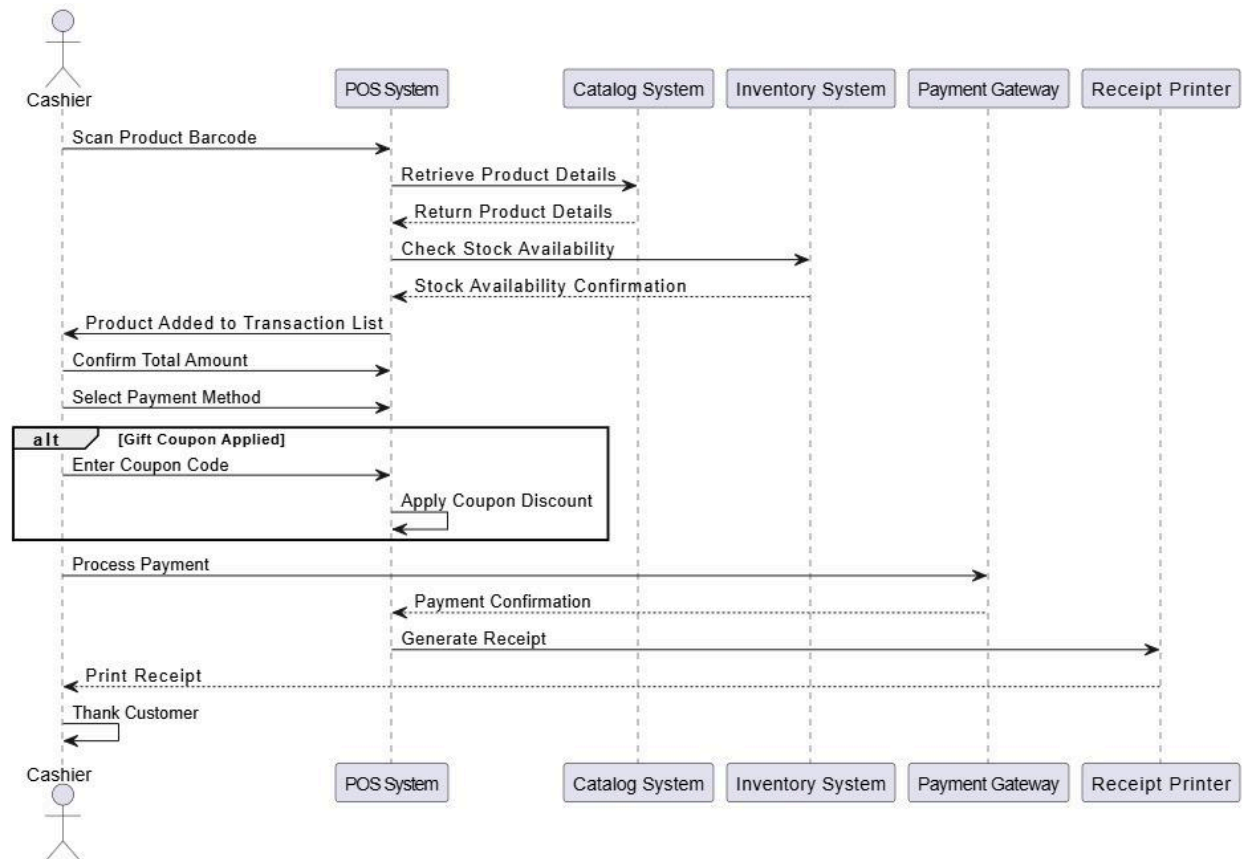 Cashier
POS System
Catalog System
Inventory System
Payment Gateway
Receipt Printer
Scan Product Barcode
Retrieve Product Details
Return Product Details
Check Stock Availability
Stock Availability Confirmation
Product Added to Transaction List
Confirm Total Amount
Select Payment Method
alt
[Gift Coupon Applied]
Enter Coupon Code
Apply Coupon Discount
Process Payment
Payment Confirmation
Generate Receipt
Print Receipt
Thank Customer
Cashier
POS System
Catalog System
Inventory System
Payment Gateway
Receipt Printer